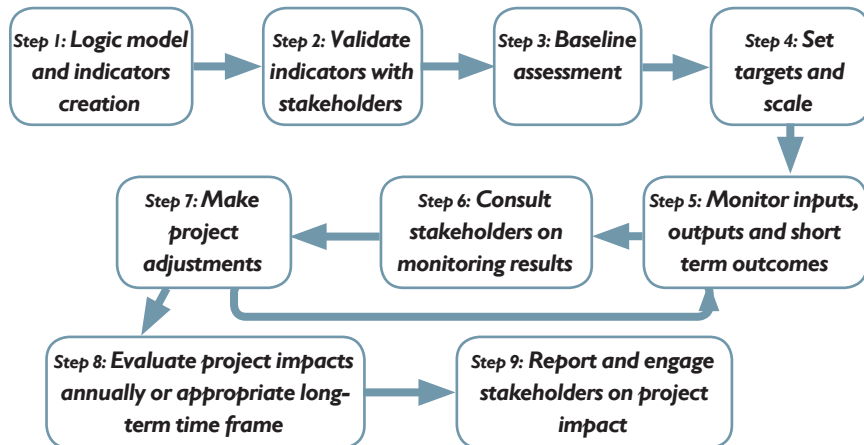 Step 1: Logic model
and indicators
creation
Step 2: Validate
indicators with
stakeholders
Step 3: Baseline
assessment
Step 4: Set
targets and
scale
Step 5: Monitor inputs,
outputs and short
term outcomes
Step 6: Consult
stakeholders on
monitoring results
Step 7: Make
project
adjustments
Step 8: Evaluate project impacts
annually or appropriate long-
term time frame
Step 9: Report and engage
stakeholders on project
impact